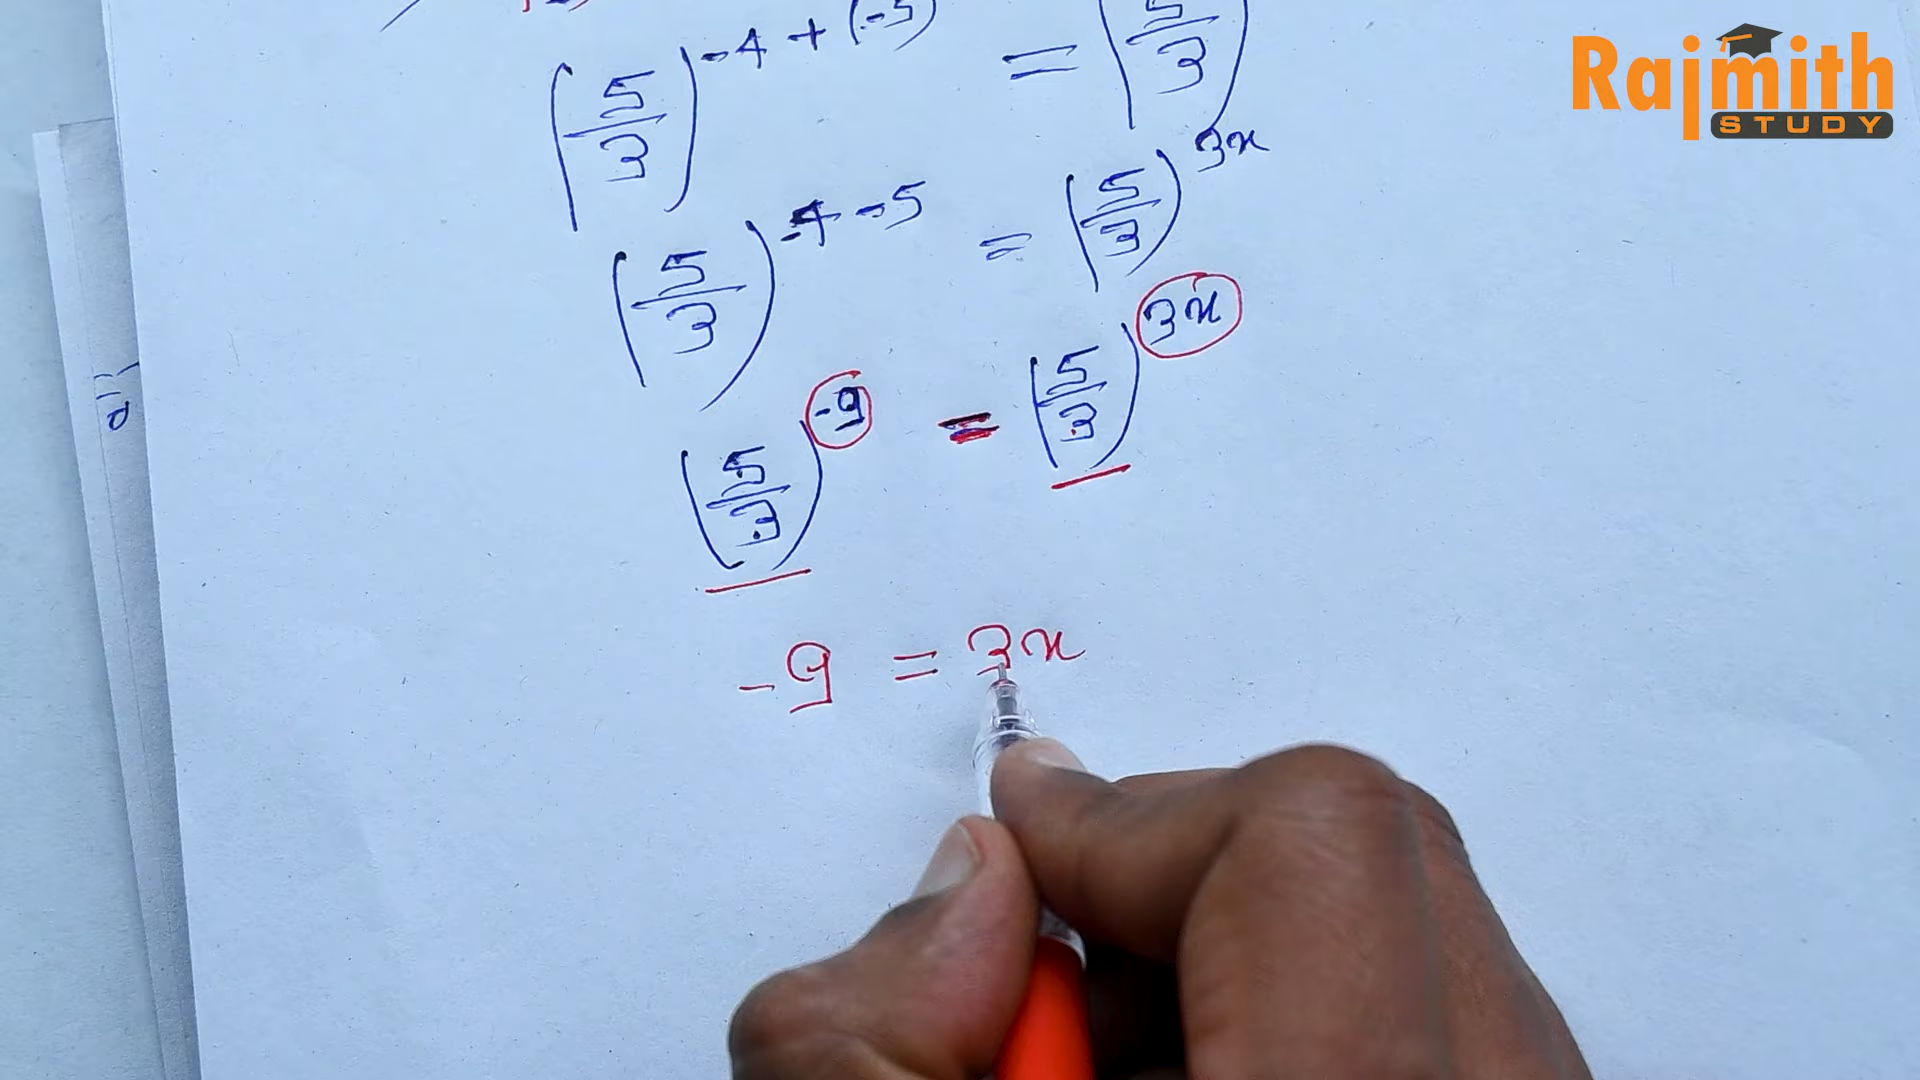 Rajmith
STUDY
(5/3)^-4 + (-5) = (5/3)
(5/3)^-4 -5 = (5/3)^3x
(5/3)^-9 = (5/3)^3x
-9 = 3x